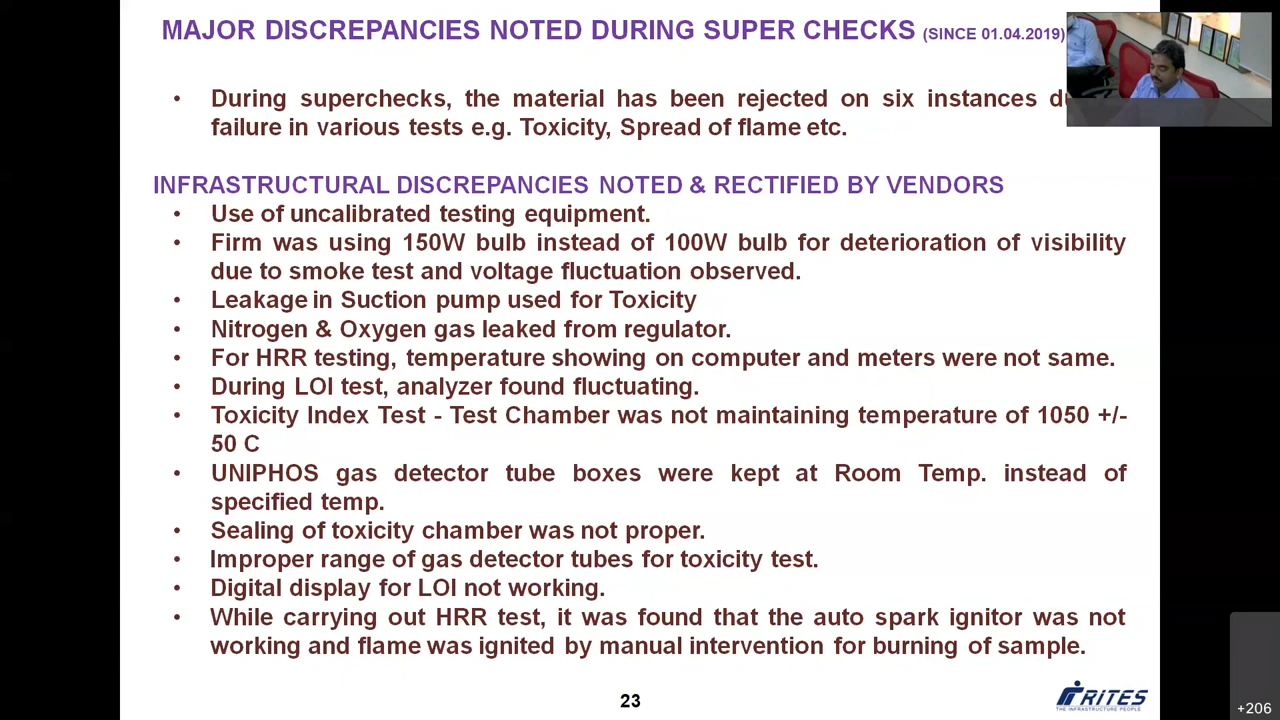 MAJOR DISCREPANCIES NOTED DURING SUPER CHECKS (SINCE 01.04.2019)
• During superchecks, the material has been rejected on six instances
failure in various tests e.g. Toxicity, Spread of flame etc.
INFRASTRUCTURAL DISCREPANCIES NOTED & RECTIFIED BY VENDORS
• Use of uncalibrated testing equipment.
• Firm was using 150W bulb instead of 100W bulb for deterioration of visibility
due to smoke test and voltage fluctuation observed.
• Leakage in Suction pump used for Toxicity
• Nitrogen & Oxygen gas leaked from regulator.
• For HRR testing, temperature showing on computer and meters were not same.
• During LOI test, analyzer found fluctuating.
• Toxicity Index Test - Test Chamber was not maintaining temperature of 1050 +/-
50 C
• UNIPHOS gas detector tube boxes were kept at Room Temp. instead of
specified temp.
• Sealing of toxicity chamber was not proper.
• Improper range of gas detector tubes for toxicity test.
• Digital display for LOI not working.
• While carrying out HRR test, it was found that the auto spark ignitor was not
working and flame was ignited by manual intervention for burning of sample.
23
RITES
THE INFRASTRUCTURE PEOPLE
+206